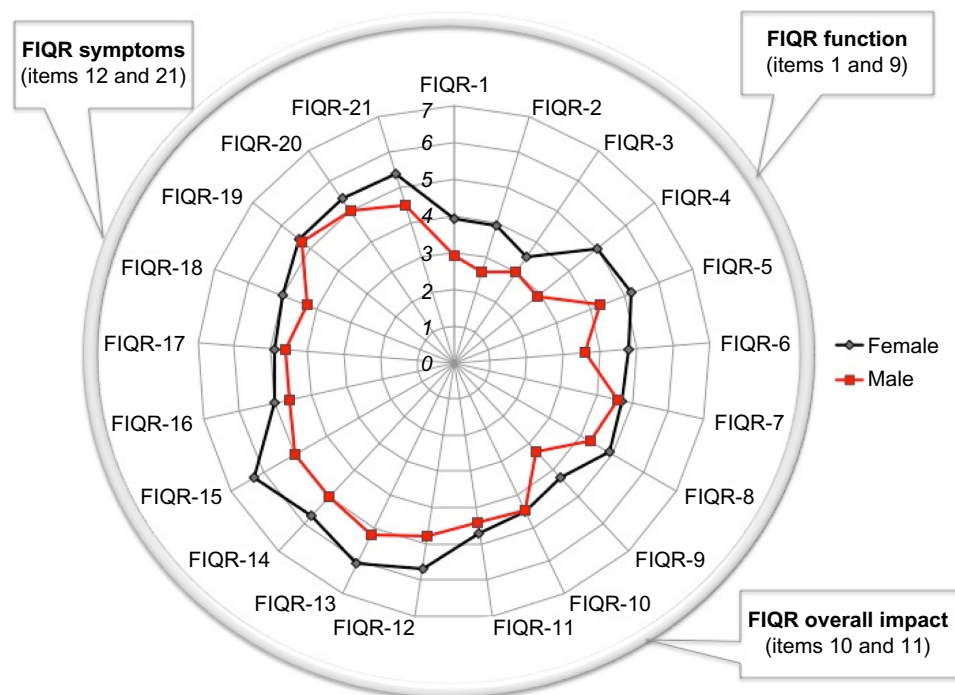 FIQR symptoms
(items 12 and 21)
FIQR function
(items 1 and 9)
FIQR-1
FIQR-2
FIQR-3
FIQR-4
FIQR-5
FIQR-6
FIQR-7
FIQR-8
FIQR-9
FIQR-10
FIQR-11
FIQR-12
FIQR-13
FIQR-14
FIQR-15
FIQR-16
FIQR-17
FIQR-18
FIQR-19
FIQR-20
FIQR-21
7
6
5
4
3
2
1
0
Female
Male
FIQR overall impact
(items 10 and 11)